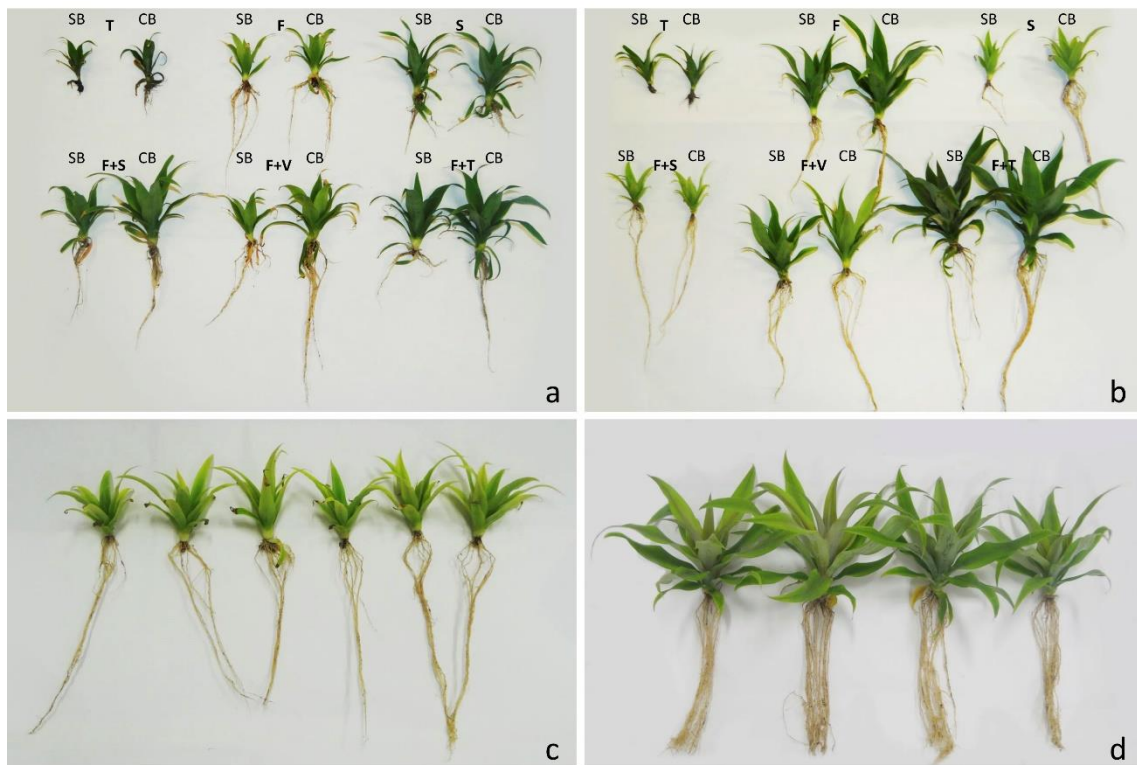 SB T CB SB F CB SB S CB
SB F+S CB SB F+V CB SB F+T CB
a
SB T CB SB F CB SB S CB
SB F+S CB SB F+V CB SB F+T CB
b
c
d